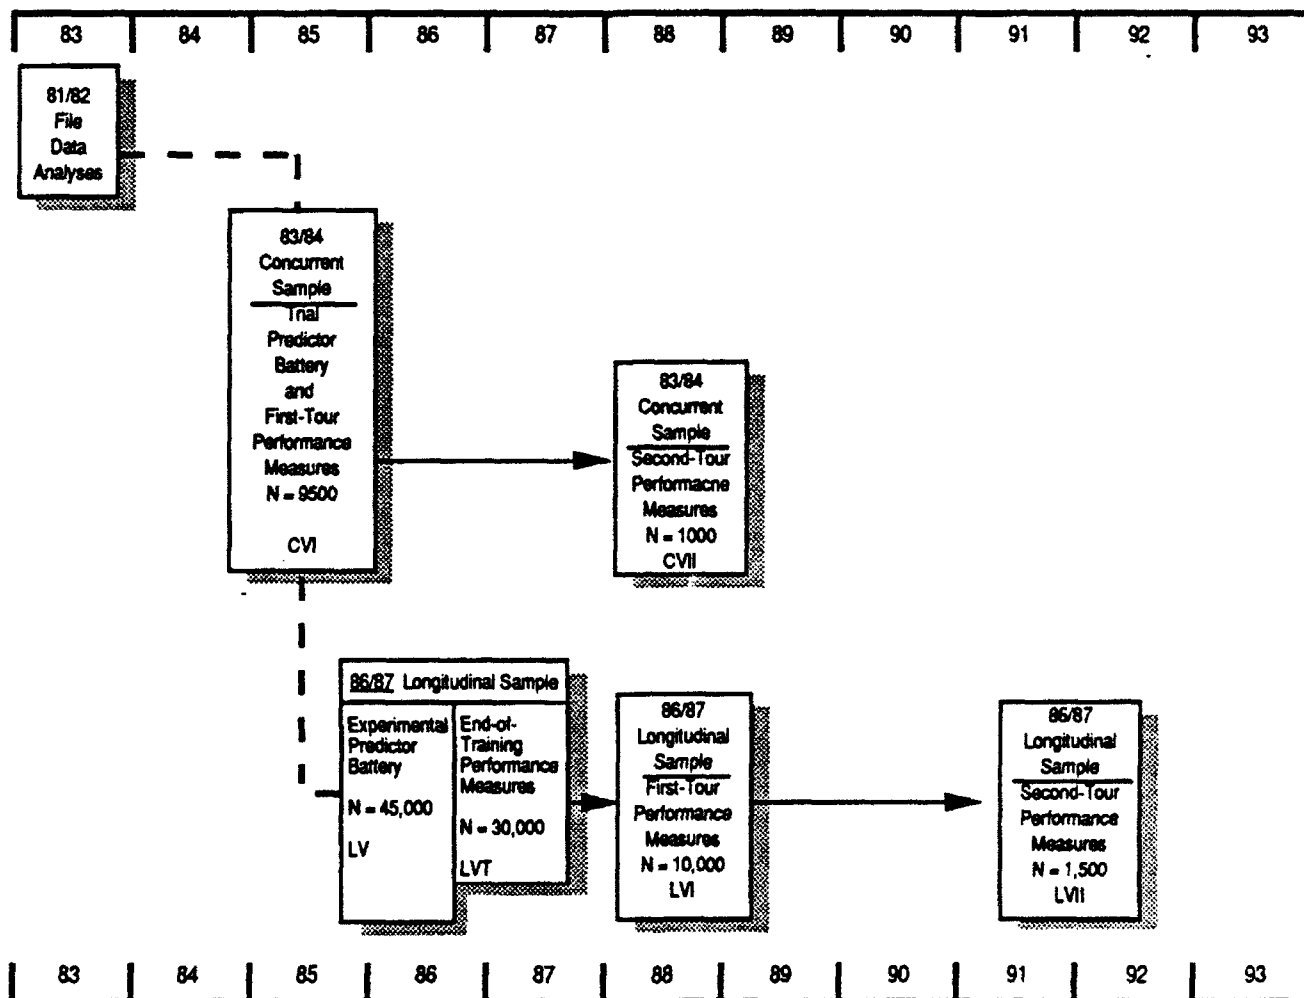 83 84 85 86 87 88 89 90 91 92 93
81/82
File
Data
Analyses
83/84
Concurrent
Sample
Trial
Predictor
Battery
and
First-Tour
Performance
Measures
N = 9500
CVI
83/84
Concurrent
Sample
Second-Tour
Performacne
Measures
N = 1000
CVII
86/87 Longitudinal Sample
Experimental
Predictor
Battery
N = 45,000
LV
End-of-
Training
Performance
Measures
N = 30,000
LVT
86/87
Longitudinal
Sample
First-Tour
Performance
Measures
N = 10,000
LVI
86/87
Longitudinal
Sample
Second-Tour
Performance
Measures
N = 1,500
LVII
83 84 85 86 87 88 89 90 91 92 93